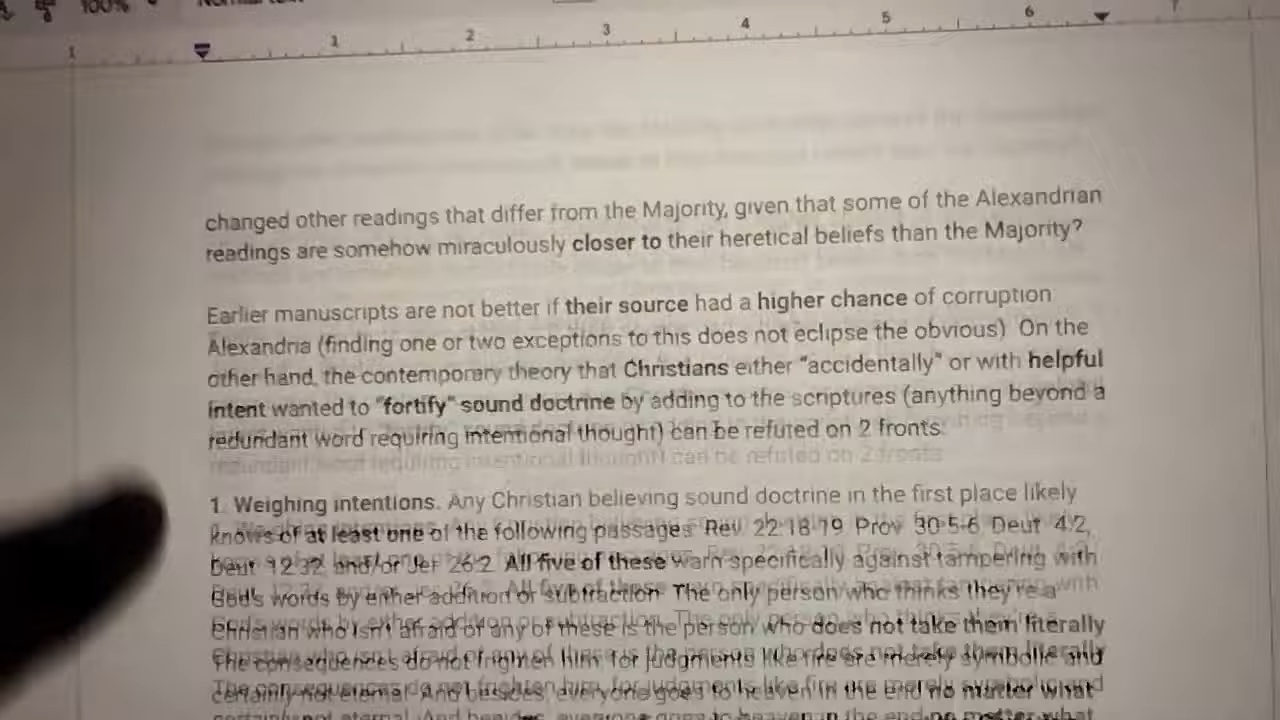 100%
1 1 2 3 4 5 6 7
changed other readings that differ from the Majority, given that some of the Alexandrian
readings are somehow miraculously closer to their heretical beliefs than the Majority?
Earlier manuscripts are not better if their source had a higher chance of corruption
Alexandria (finding one or two exceptions to this does not eclipse the obvious) On the
other hand, the contemporary theory that Christians either "accidentally" or with helpful
intent wanted to "fortify" sound doctrine by adding to the scriptures (anything beyond a
redundant word requiring intentional thought) can be refuted on 2 fronts:
1. Weighing intentions. Any Christian believing sound doctrine in the first place likely
knows of at least one of the following passages Rev 22:18-19 Prov 30:5-6 Deut 4:2,
Deut 12:32 and/or Jer 26:2 All five of these warn specifically against tampering with
God's words by either addition or subtraction The only person who thinks they're a
Christian who isn't afraid of any of these is the person who does not take them literally
The consequences do not frighten him for judgments like fire are merely symbolic and
certainly not eternal And besides, everyone goes to heaven in the end no matter what